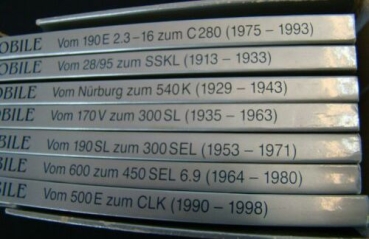 OBILE Vom 190 E 2.3-16 zum C 280 (1975 - 1993)
OBILE Vom 28/95 zum SSKL (1913 - 1933)
OBILE Vom Nürburg zum 540 K (1929 - 1943)
OBILE Vom 170 V zum 300 SL (1935 - 1963)
OBILE Vom 190 SL zum 300 SEL (1953 - 1971)
BILE Vom 600 zum 450 SEL 6.9 (1964 - 1980)
BILE Vom 500 E zum CLK (1990 - 1998)